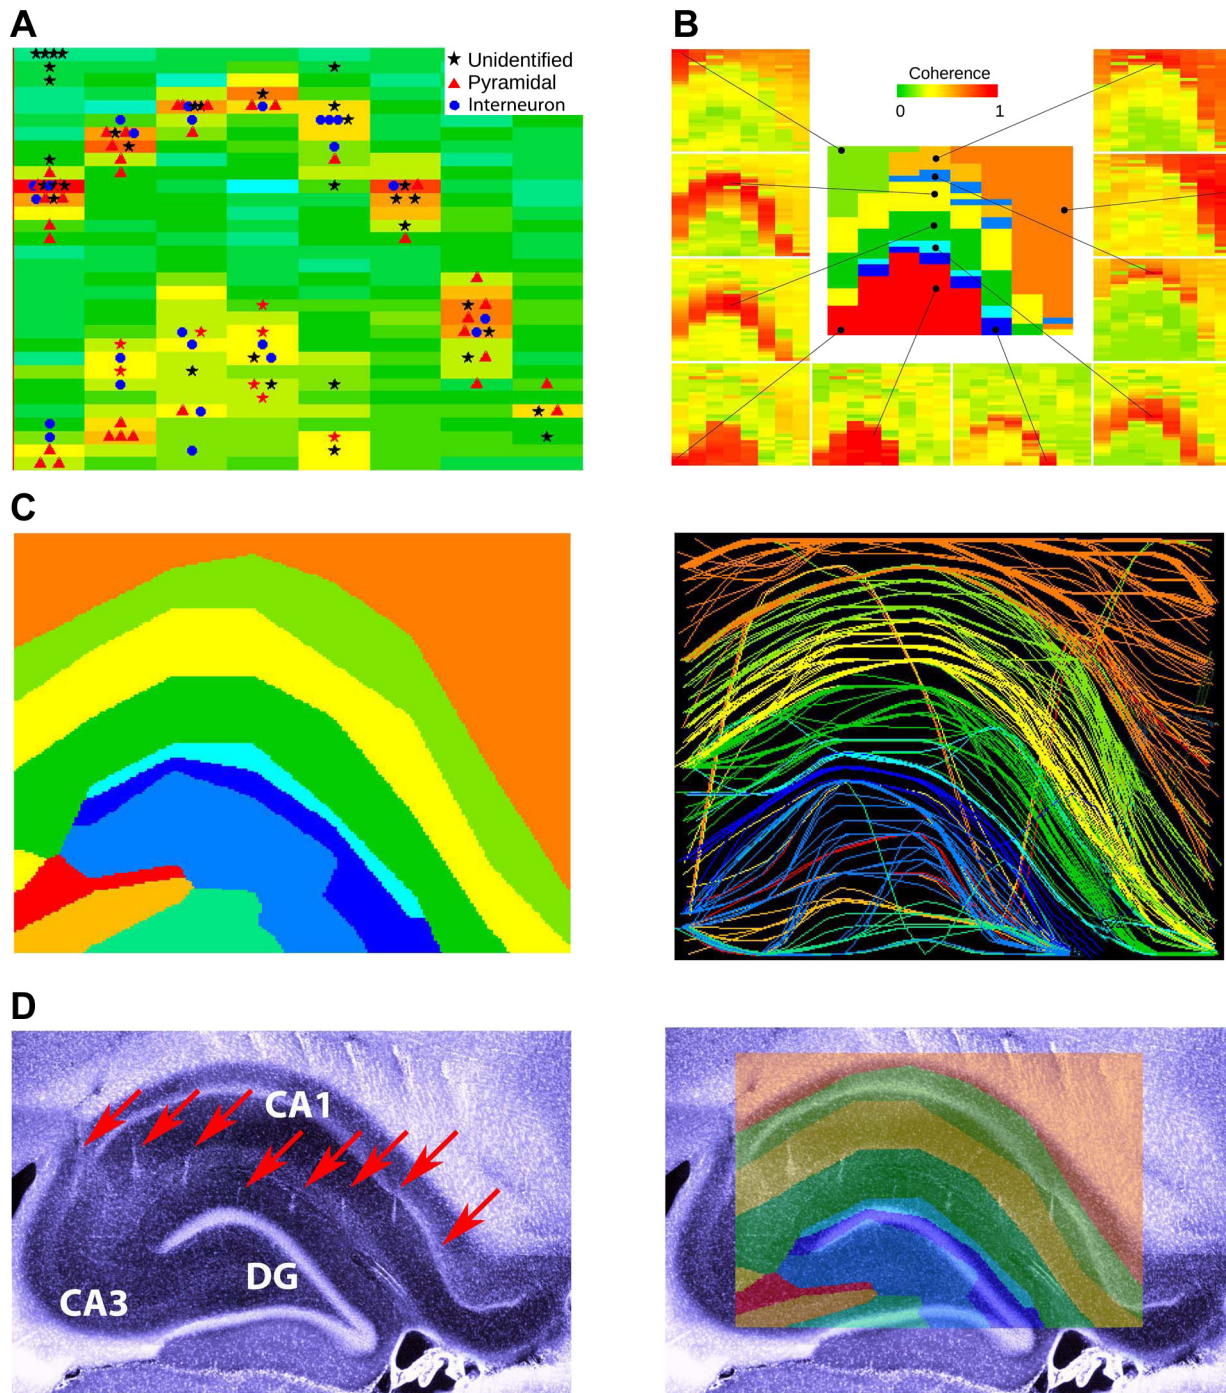 A
B
Unidentified
Pyramidal
Interneuron
Coherence
0 1
C
D
CA1
DG
CA3